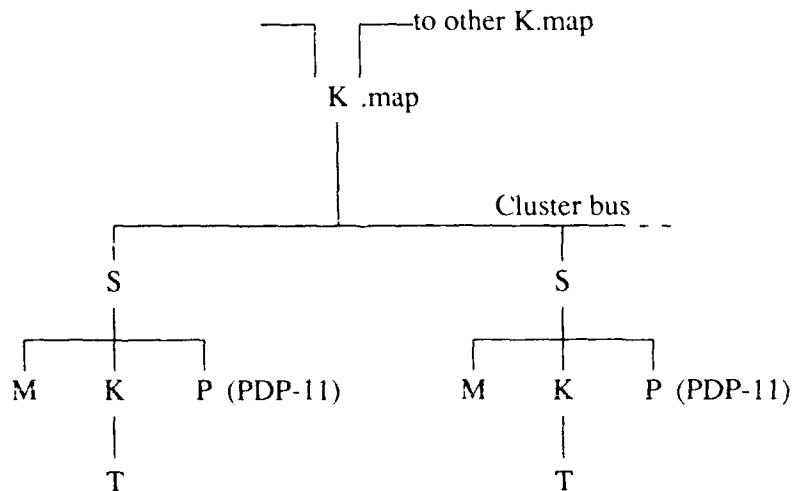 to other K.map
K .map
Cluster bus
S S
M K P (PDP-11) M K P (PDP-11)
T T